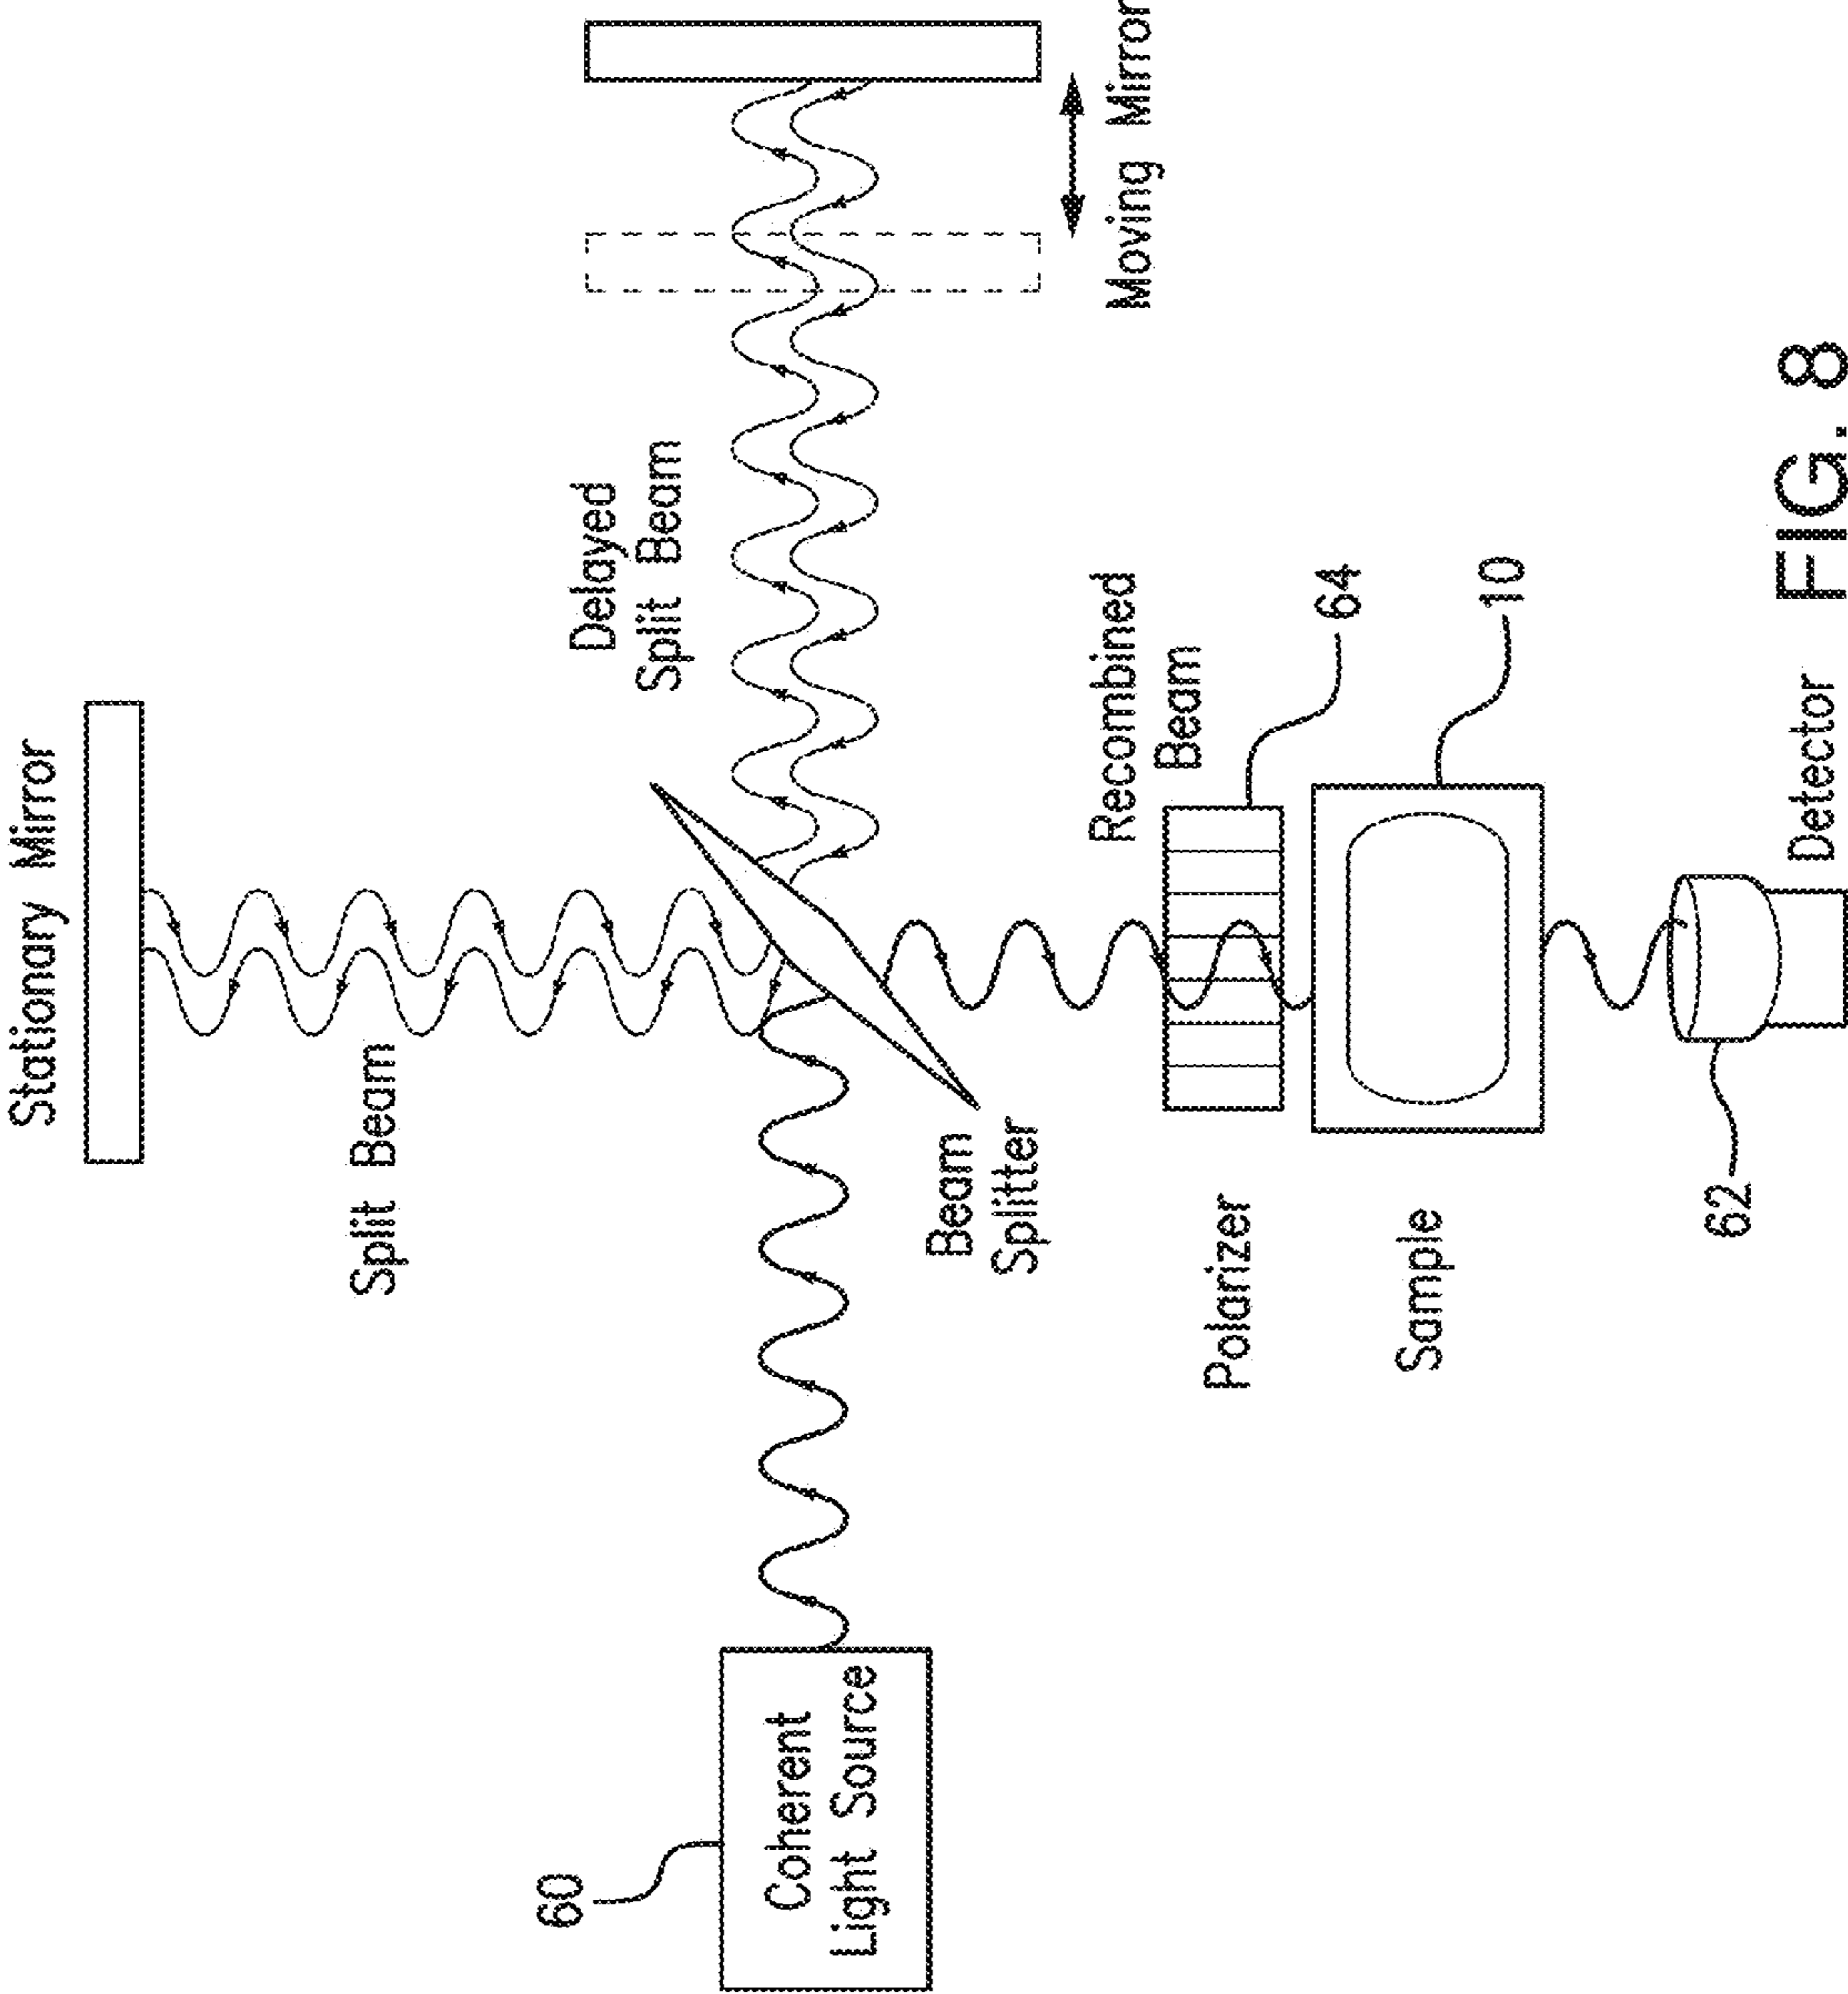 Stationary Mirror
Split Beam
Delayed
Split Beam
Moving Mirror
60
Coherent
Light Source
Beam
Splitter
Recombined
Beam
Polarizer
64
Sample
10
62
Detector
FIG. 8